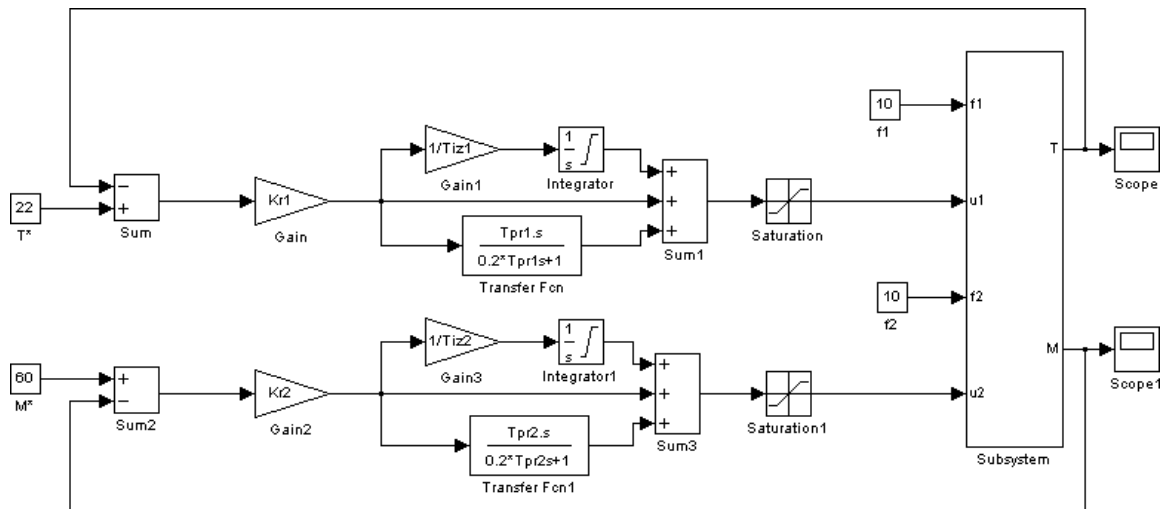 10
f1
f1
T
Scope
1/Tiz1
Gain1
1
s
Integrator
−
+
Sum
22
T*
Kr1
Gain
+
+
+
Sum1
Saturation
u1
Tpr1.s
0.2*Tpr1s+1
Transfer Fcn
10
f2
f2
1/Tiz2
Gain3
1
s
Integrator1
M
Scope1
60
M*
+
−
Sum2
Kr2
Gain2
+
+
+
Sum3
Saturation1
u2
Tpr2.s
0.2*Tpr2s+1
Transfer Fcn1
Subsystem